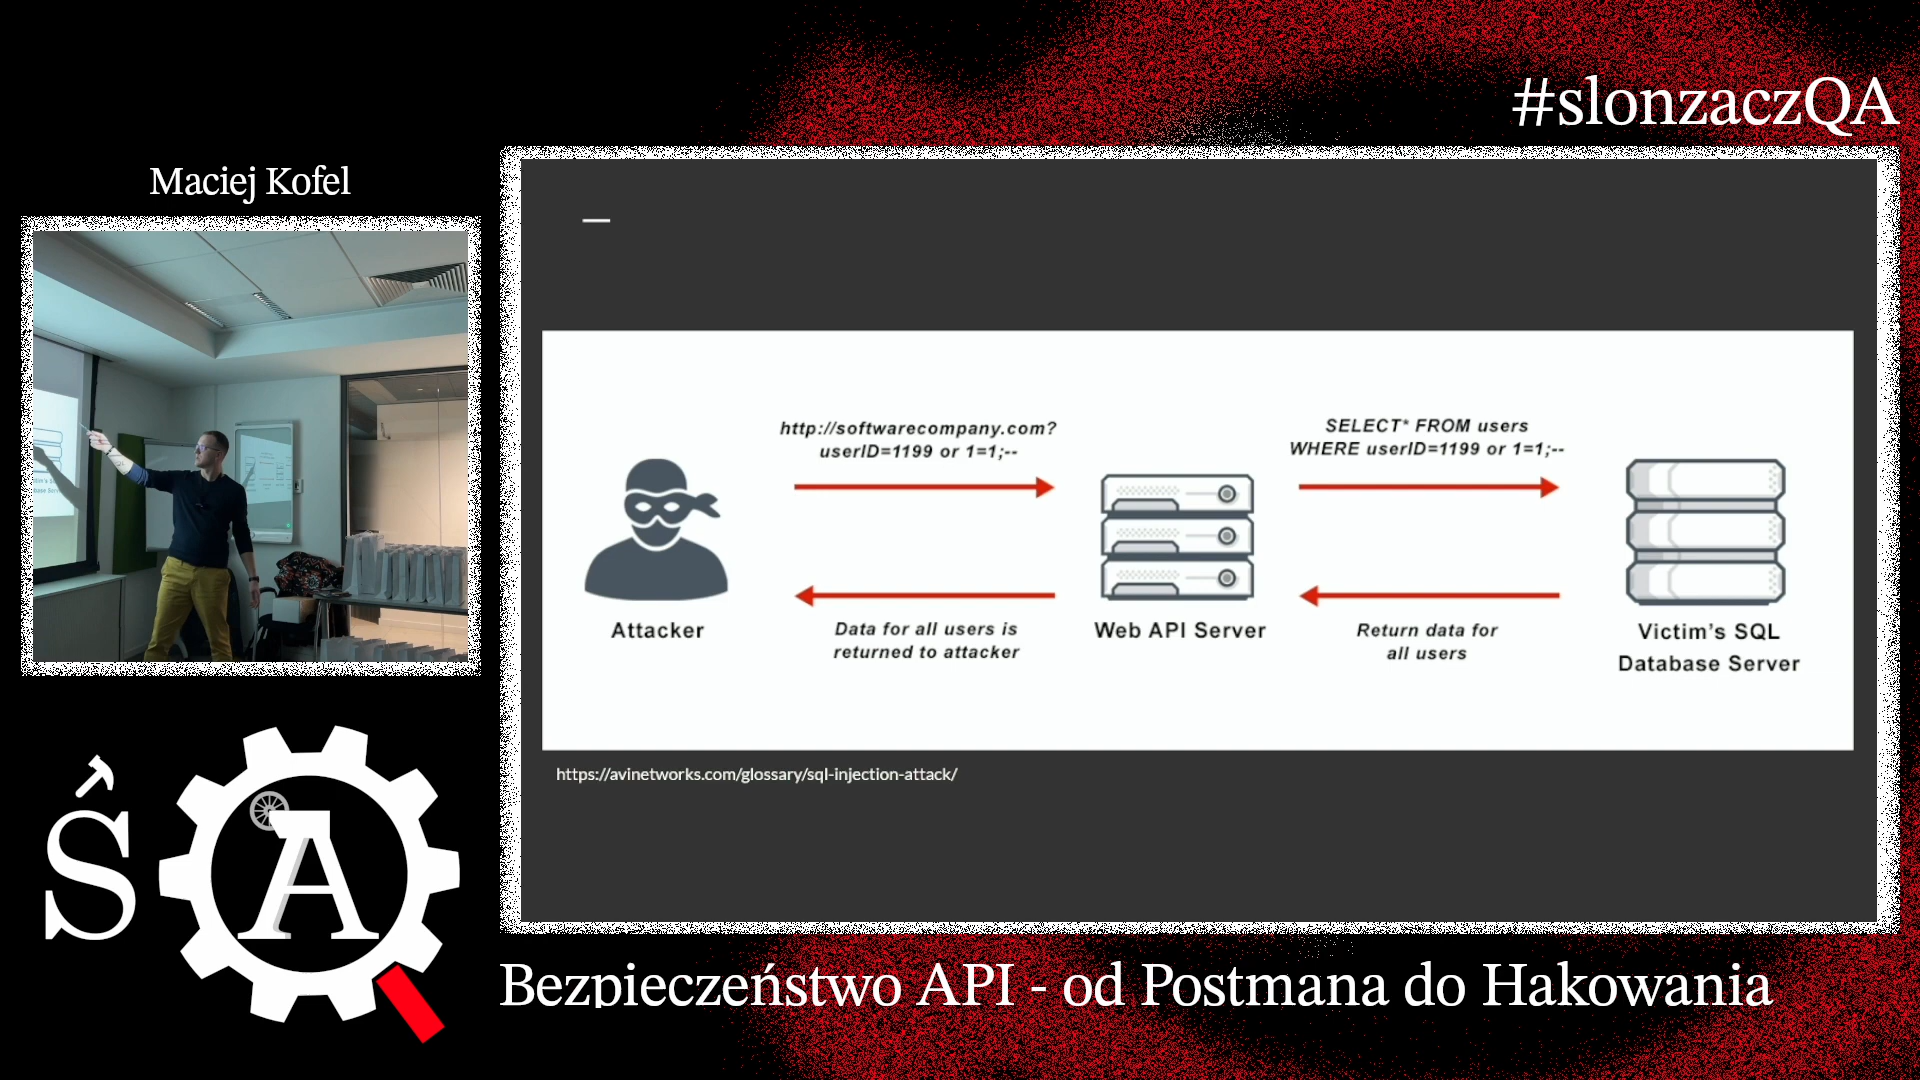 #slonzaczQA
Maciej Kofel
http://softwarecompany.com?
userID=1199 or 1=1;--
SELECT* FROM users
WHERE userID=1199 or 1=1;--
Attacker
Data for all users is
returned to attacker
Web API Server
Return data for
all users
Victim's SQL
Database Server
https://avinetworks.com/glossary/sql-injection-attack/
ŚQA
Bezpieczeństwo API - od Postmana do Hakowania